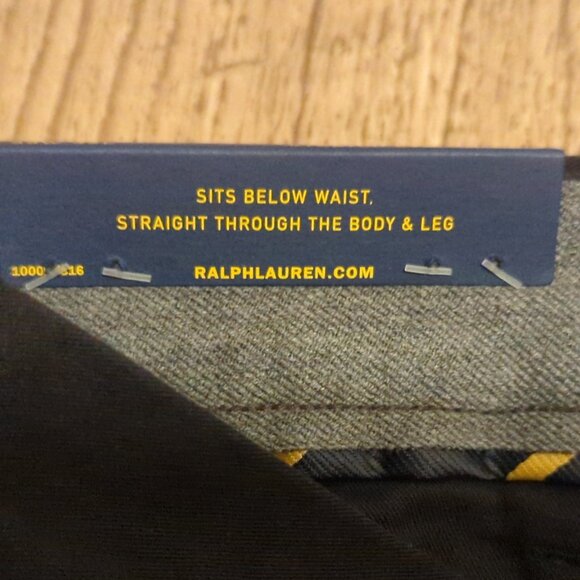 SITS BELOW WAIST,
STRAIGHT THROUGH THE BODY & LEG
RALPHLAUREN.COM